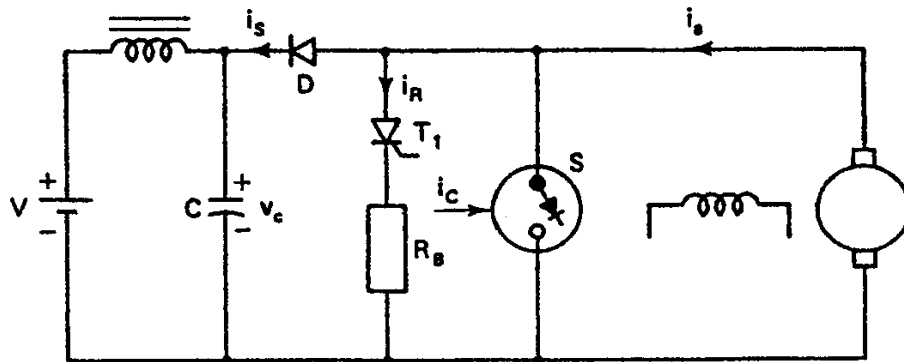 i_s i_a
D i_R
T_1
S
+ + i_C
V C v_c
- - R_B